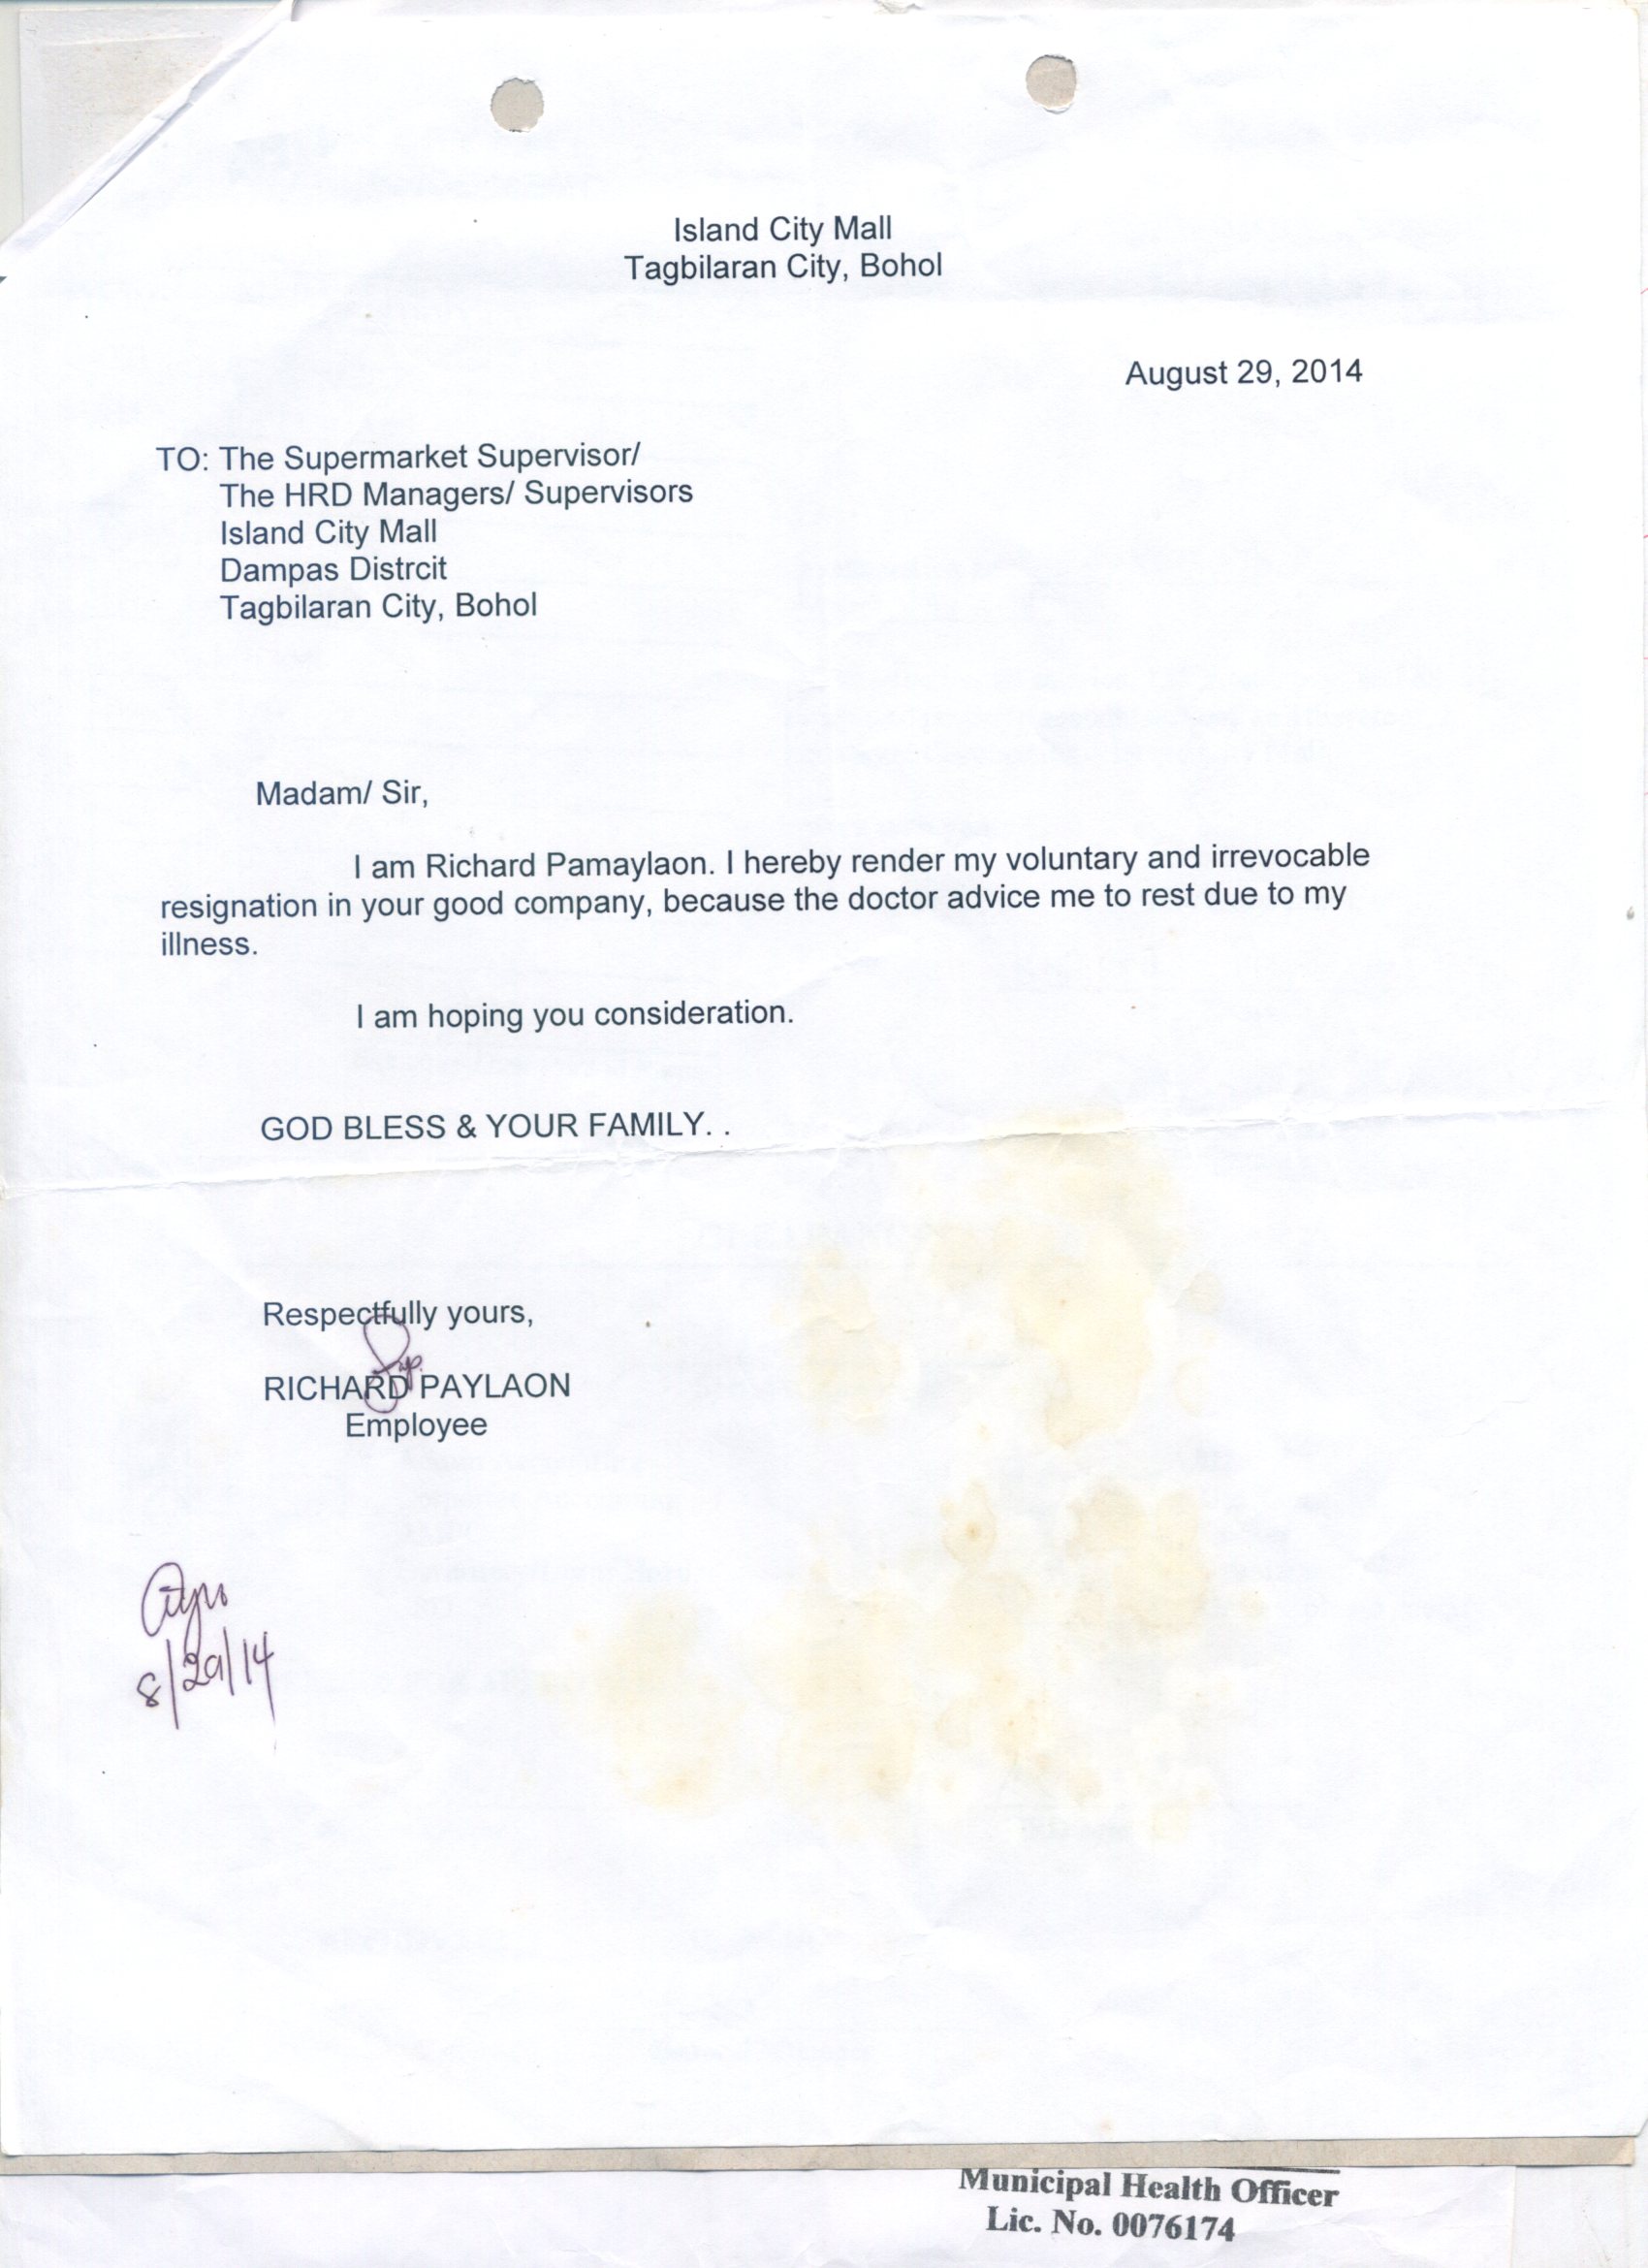 Island City Mall
Tagbilaran City, Bohol
August 29, 2014
TO: The Supermarket Supervisor/
The HRD Managers/ Supervisors
Island City Mall
Dampas Distrcit
Tagbilaran City, Bohol
Madam/ Sir,
I am Richard Pamaylaon. I hereby render my voluntary and irrevocable
resignation in your good company, because the doctor advice me to rest due to my
illness.
I am hoping you consideration.
GOD BLESS & YOUR FAMILY. .
Respectfully yours,
RICHARD PAYLAON
Employee
8/29/14
Municipal Health Officer
Lic. No. 0076174